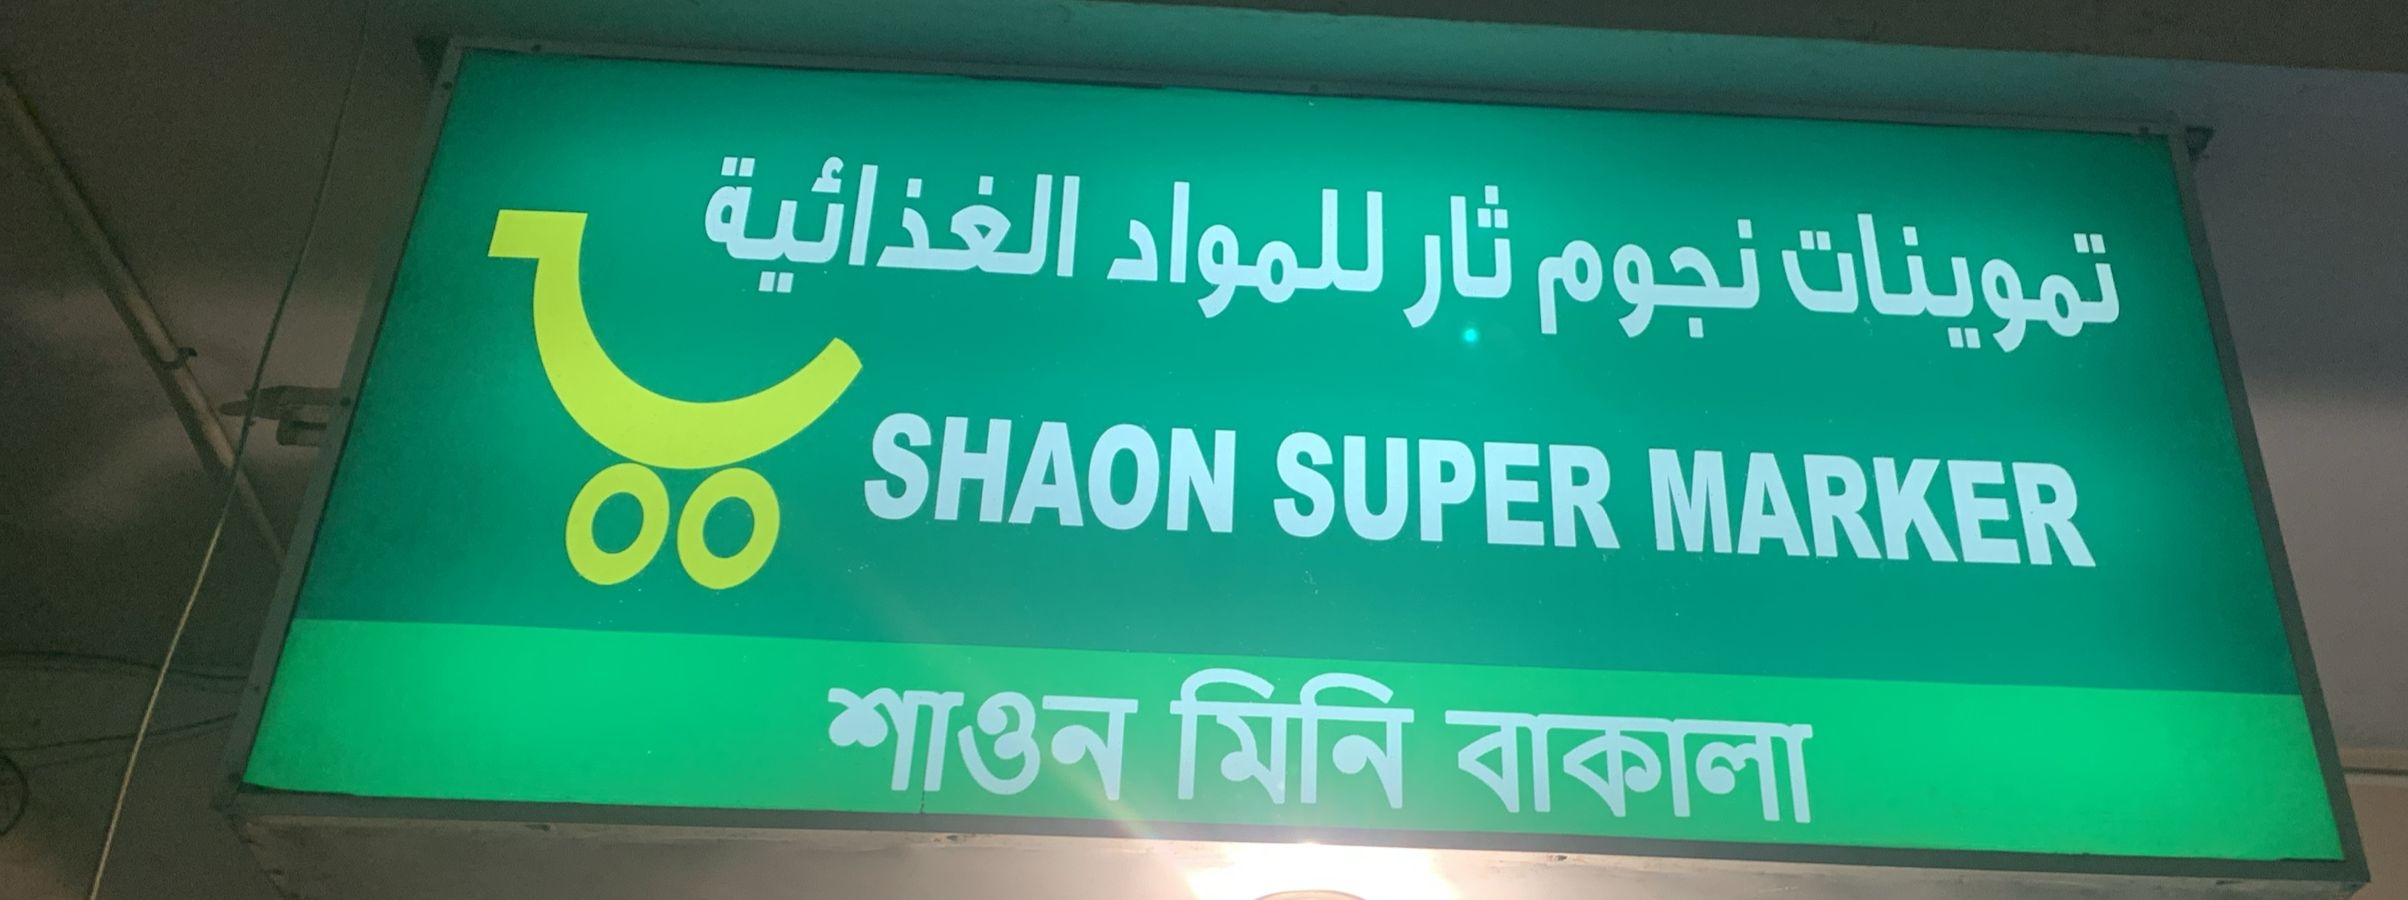 تموينات نجوم ثار للمواد الغذائية
SHAON SUPER MARKER
শাওন মিনি বাকালা